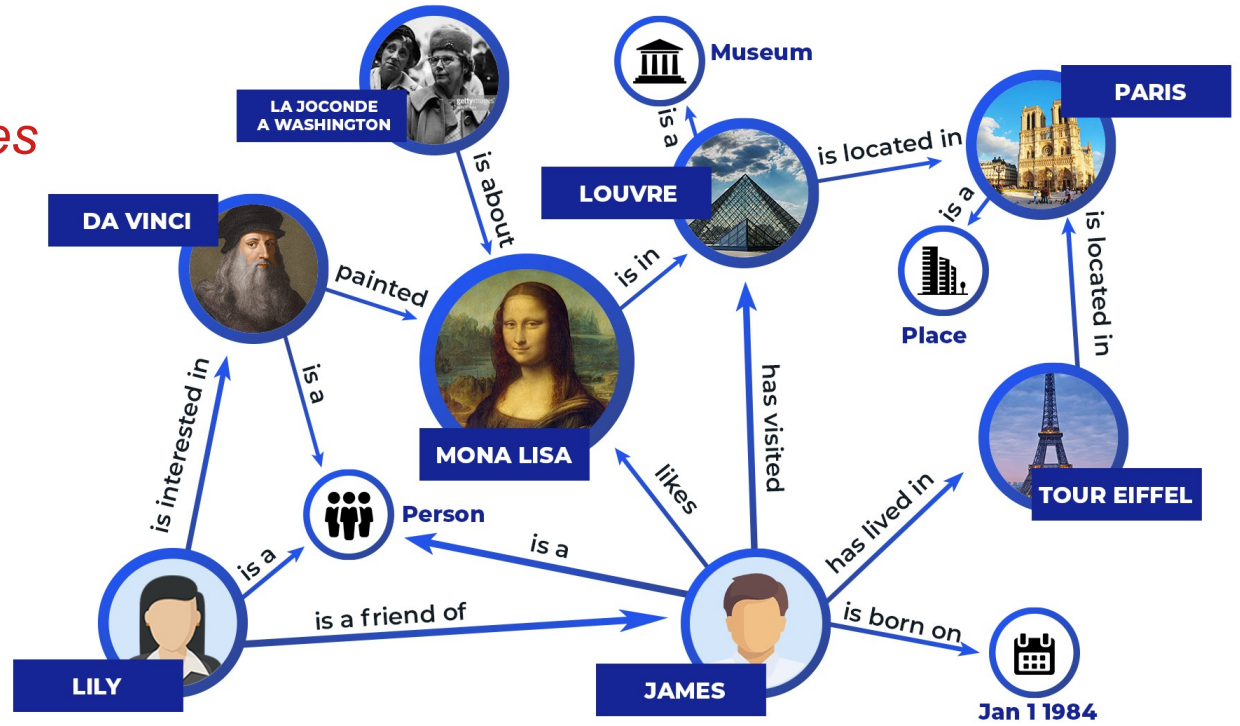 es
LA JOCONDE
A WASHINGTON
gettyimages
Museum
PARIS
is a
is located in
LOUVRE
DA VINCI
is about
is a
is located in
painted
is in
Place
is a
is interested in
has visited
MONA LISA
likes
TOUR EIFFEL
Person
has lived in
is a
is a
is a friend of
is born on
LILY
JAMES
Jan 1 1984